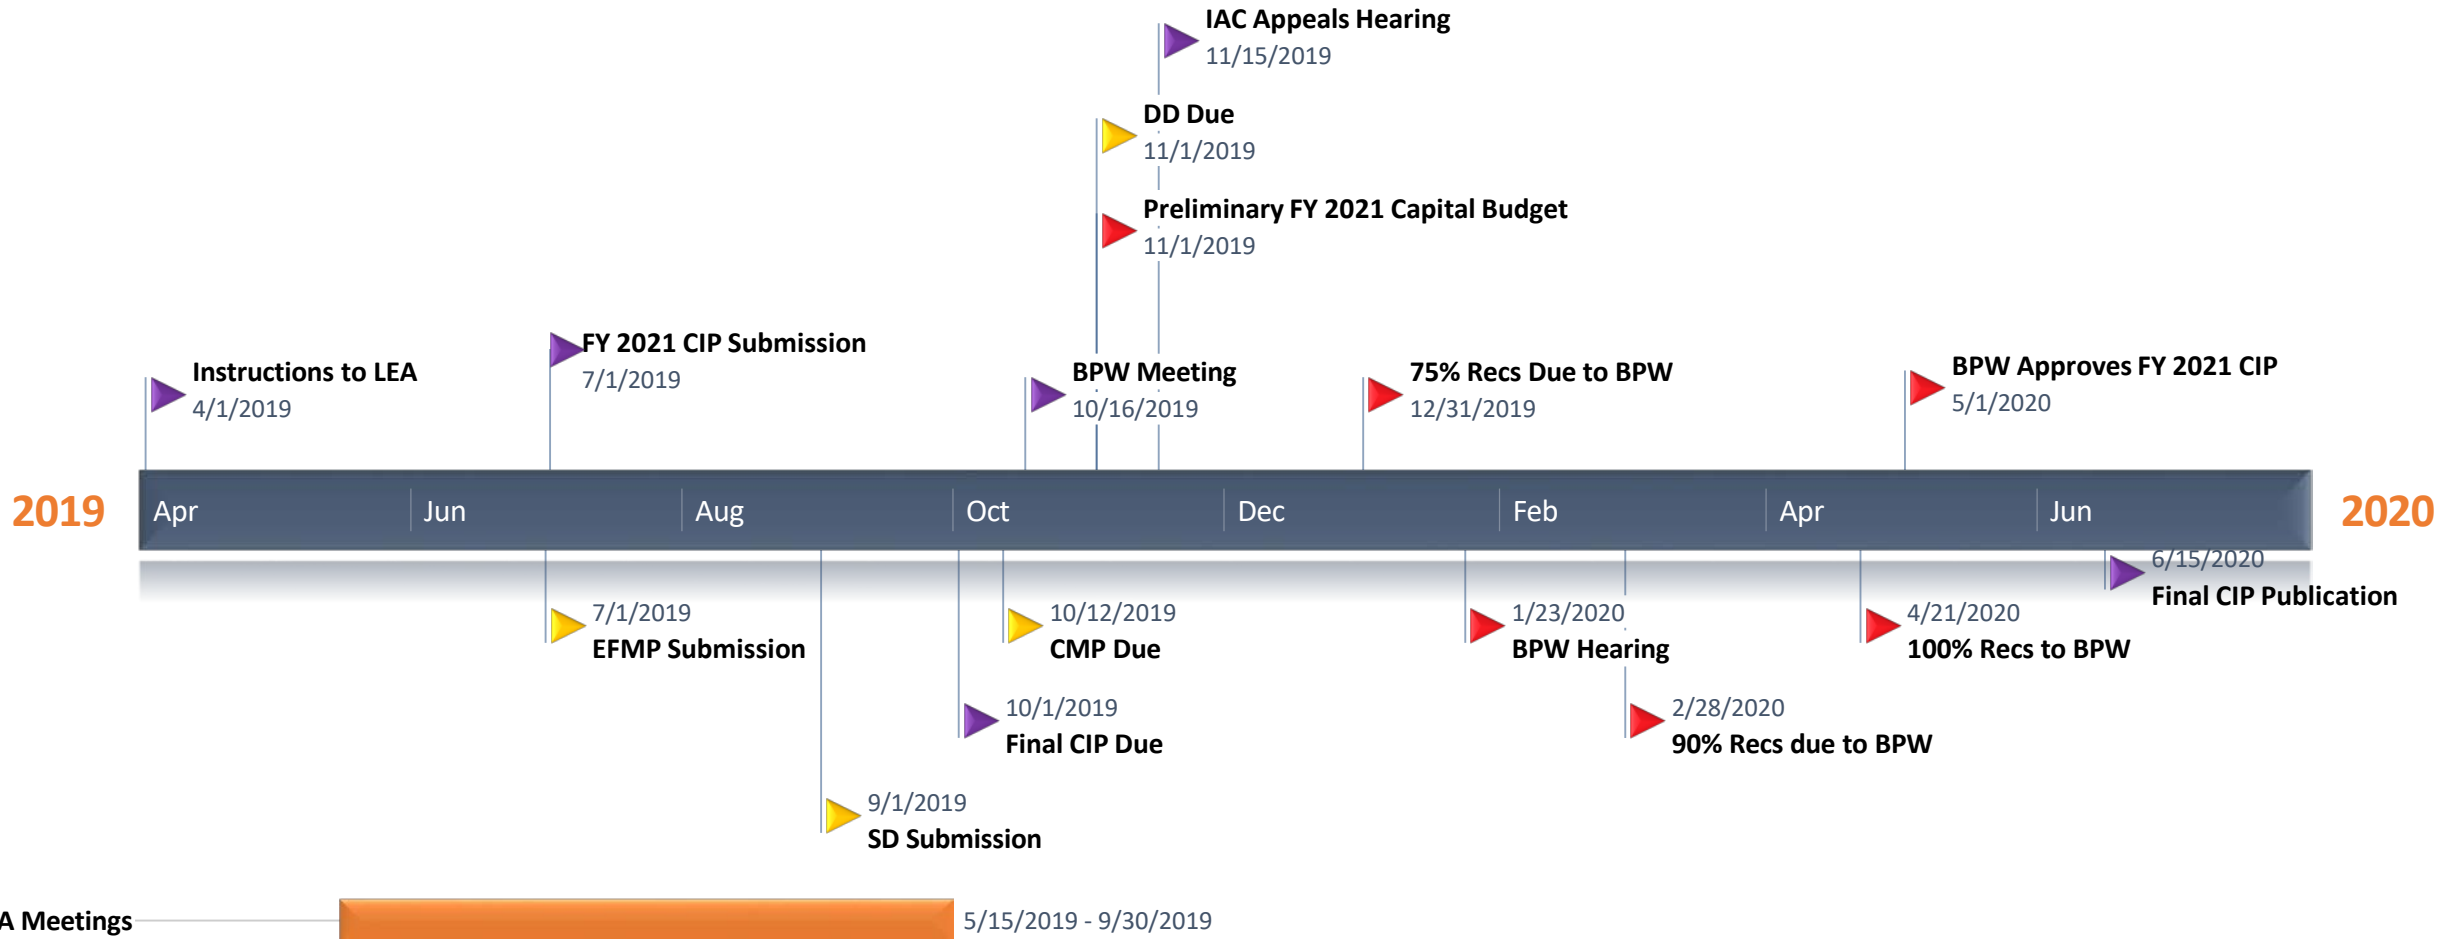 IAC Appeals Hearing
11/15/2019
DD Due
11/1/2019
Preliminary FY 2021 Capital Budget
11/1/2019
FY 2021 CIP Submission
7/1/2019
Instructions to LEA
4/1/2019
BPW Meeting
10/16/2019
75% Recs Due to BPW
12/31/2019
BPW Approves FY 2021 CIP
5/1/2020
2019 Apr Jun Aug Oct Dec Feb Apr Jun 2020
6/15/2020
Final CIP Publication
7/1/2019
EFMP Submission
10/12/2019
CMP Due
1/23/2020
BPW Hearing
4/21/2020
100% Recs to BPW
10/1/2019
Final CIP Due
2/28/2020
90% Recs due to BPW
9/1/2019
SD Submission
A Meetings 5/15/2019 - 9/30/2019